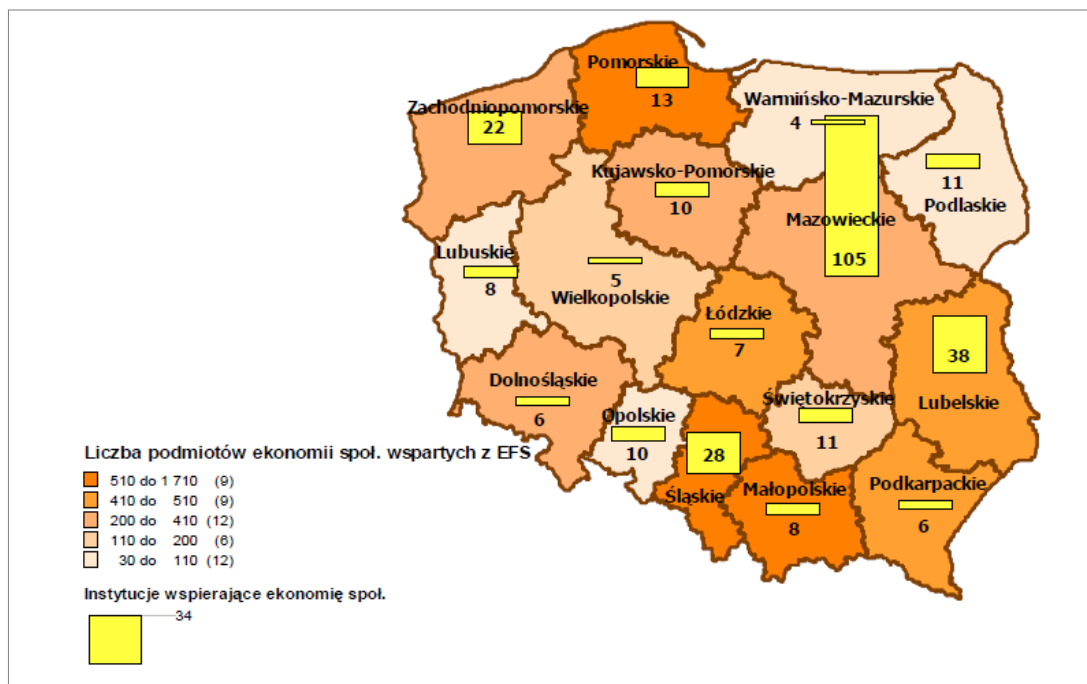 Pomorskie
13
Warmińsko-Mazurskie
4
Zachodniopomorskie
22
Kujawsko-Pomorskie
10
11
Podlaskie
Mazowieckie
105
Lubuskie
8
5
Wielkopolskie
Łódzkie
7
38
Lubelskie
Dolnośląskie
6
Opolskie
10
Świętokrzyskie
11
28
Śląskie
Małopolskie
8
Podkarpackie
6
Liczba podmiotów ekonomii społ. wspartych z EFS
510 do 1 710 (9)
410 do 510 (9)
200 do 410 (12)
110 do 200 (6)
30 do 110 (12)
Instytucje wspierające ekonomię społ.
34